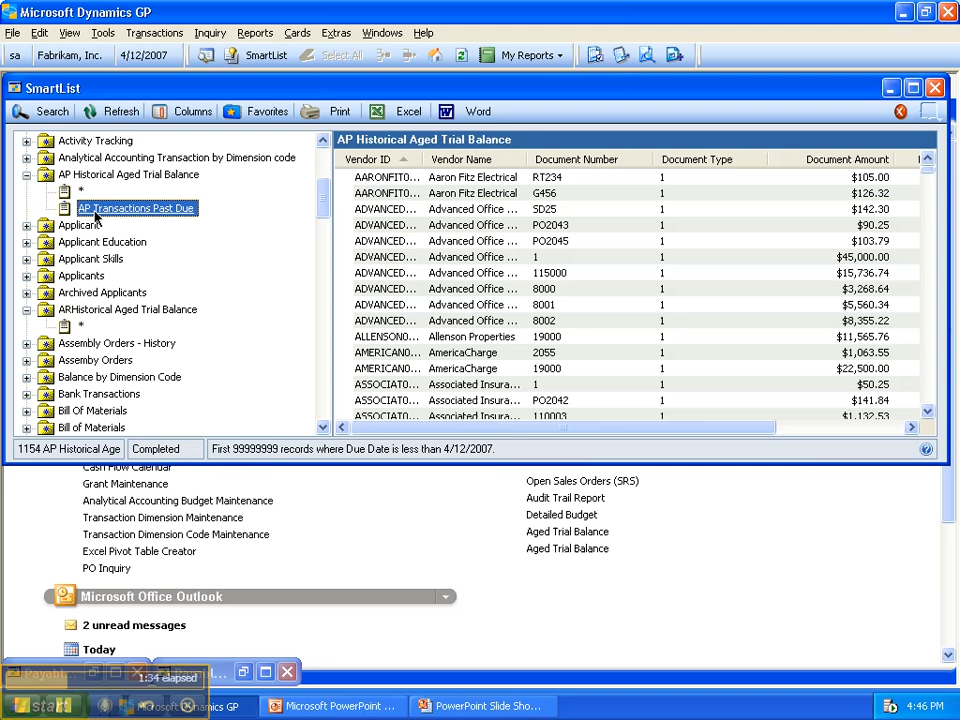 Microsoft Dynamics GP
File Edit View Tools Transactions Inquiry Reports Cards Extras Windows Help
sa Fabrikam, Inc. 4/12/2007 SmartList Select All My Reports
SmartList
Search Refresh Columns Favorites Print Excel Word
Activity Tracking
Analytical Accounting Transaction by Dimension code
AP Historical Aged Trial Balance
*
AP Transactions Past Due
Applicant
Applicant Education
Applicant Skills
Applicants
Archived Applicants
ARHistorical Aged Trial Balance
*
Assembly Orders - History
Assemby Orders
Balance by Dimension Code
Bank Transactions
Bill Of Materials
Bill of Materials
AP Historical Aged Trial Balance
Vendor ID Vendor Name Document Number Document Type Document Amount
AARONFIT0... Aaron Fitz Electrical RT234 1 $105.00
AARONFIT0... Aaron Fitz Electrical G456 1 $126.32
ADVANCED... Advanced Office ... SD25 1 $142.30
ADVANCED... Advanced Office ... PO2043 1 $90.25
ADVANCED... Advanced Office ... PO2045 1 $103.79
ADVANCED... Advanced Office ... 1 1 $45,000.00
ADVANCED... Advanced Office ... 115000 1 $15,736.74
ADVANCED... Advanced Office ... 8000 1 $3,268.64
ADVANCED... Advanced Office ... 8001 1 $5,560.34
ADVANCED... Advanced Office ... 8002 1 $8,355.22
ALLENSON0... Allenson Properties 19000 1 $11,565.76
AMERICAN0... AmericaCharge 2055 1 $1,063.55
AMERICAN0... AmericaCharge 19000 1 $22,500.00
ASSOCIAT0... Associated Insura... 1 1 $50.25
ASSOCIAT0... Associated Insura... PO2042 1 $141.84
ASSOCIAT0... Associated Insura... 110003 1 $1,132.53
1154 AP Historical Age Completed First 99999999 records where Due Date is less than 4/12/2007.
Cash Flow Calendar
Grant Maintenance
Analytical Accounting Budget Maintenance
Transaction Dimension Maintenance
Transaction Dimension Code Maintenance
Excel Pivot Table Creator
PO Inquiry
Open Sales Orders (SRS)
Audit Trail Report
Detailed Budget
Aged Trial Balance
Aged Trial Balance
Microsoft Office Outlook
2 unread messages
Today
Payabl...
1:34 elapsed
start Microsoft Dynamics GP Microsoft PowerPoint ... PowerPoint Slide Sho... 4:46 PM